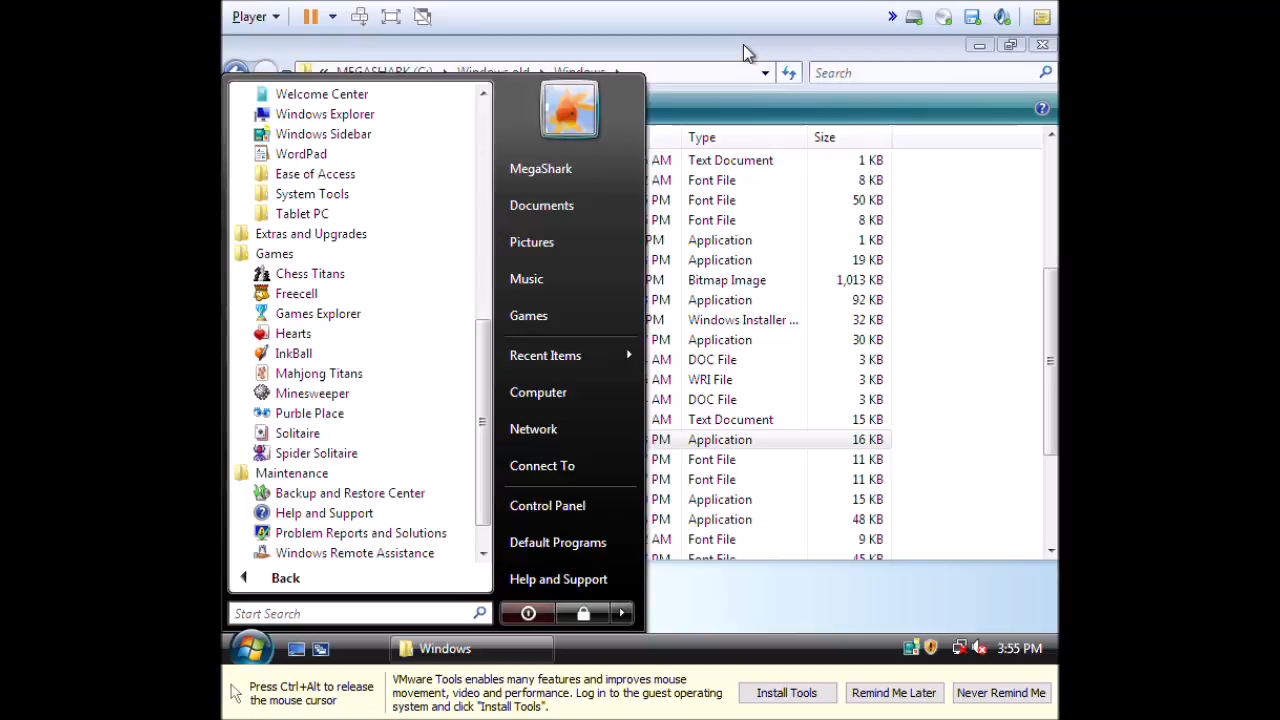 Player
MEGASHARK (C:) Windows.old Windows
Search
Welcome Center
Windows Explorer
Windows Sidebar
WordPad
Ease of Access
System Tools
Tablet PC
Extras and Upgrades
Games
Chess Titans
Freecell
Games Explorer
Hearts
InkBall
Mahjong Titans
Minesweeper
Purble Place
Solitaire
Spider Solitaire
Maintenance
Backup and Restore Center
Help and Support
Problem Reports and Solutions
Windows Remote Assistance
Back
Start Search
MegaShark
Documents
Pictures
Music
Games
Recent Items
Computer
Network
Connect To
Control Panel
Default Programs
Help and Support
Type Size
AM Text Document 1 KB
AM Font File 8 KB
PM Font File 50 KB
PM Font File 8 KB
PM Application 1 KB
PM Application 19 KB
PM Bitmap Image 1,013 KB
PM Application 92 KB
PM Windows Installer ... 32 KB
PM Application 30 KB
AM DOC File 3 KB
AM WRI File 3 KB
AM DOC File 3 KB
AM Text Document 15 KB
PM Application 16 KB
PM Font File 11 KB
PM Font File 11 KB
PM Application 15 KB
PM Application 48 KB
PM Font File 9 KB
PM Font File 45 KB
Windows
3:55 PM
Press Ctrl+Alt to release
the mouse cursor
VMware Tools enables many features and improves mouse
movement, video and performance. Log in to the guest operating
system and click "Install Tools".
Install Tools
Remind Me Later
Never Remind Me